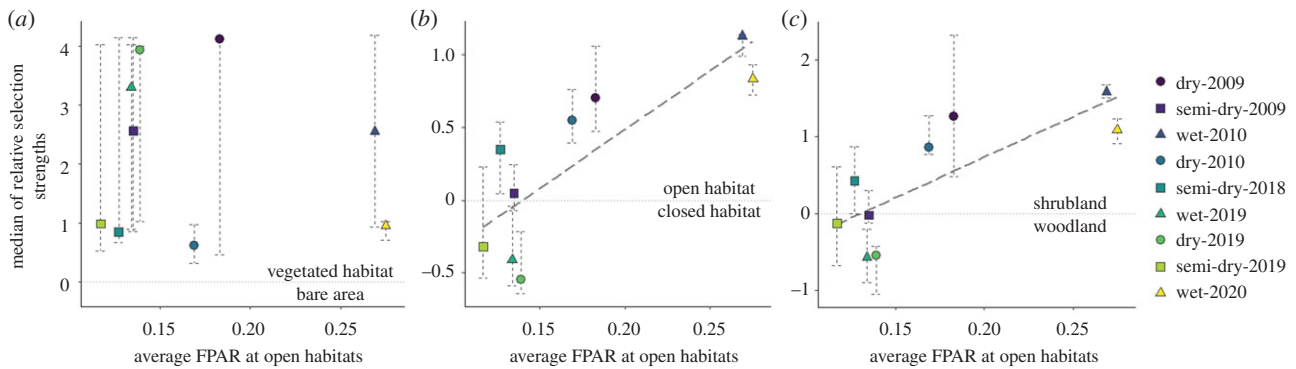 (a)
median of relative selection
strengths
4
3
2
1
0
vegetated habitat
bare area
0.15
0.20
0.25
average FPAR at open habitats
(b)
1.0
0.5
0
−0.5
open habitat
closed habitat
0.15
0.20
0.25
average FPAR at open habitats
(c)
2
1
0
−1
shrubland
woodland
0.15
0.20
0.25
average FPAR at open habitats
dry-2009
semi-dry-2009
wet-2010
dry-2010
semi-dry-2018
wet-2019
dry-2019
semi-dry-2019
wet-2020